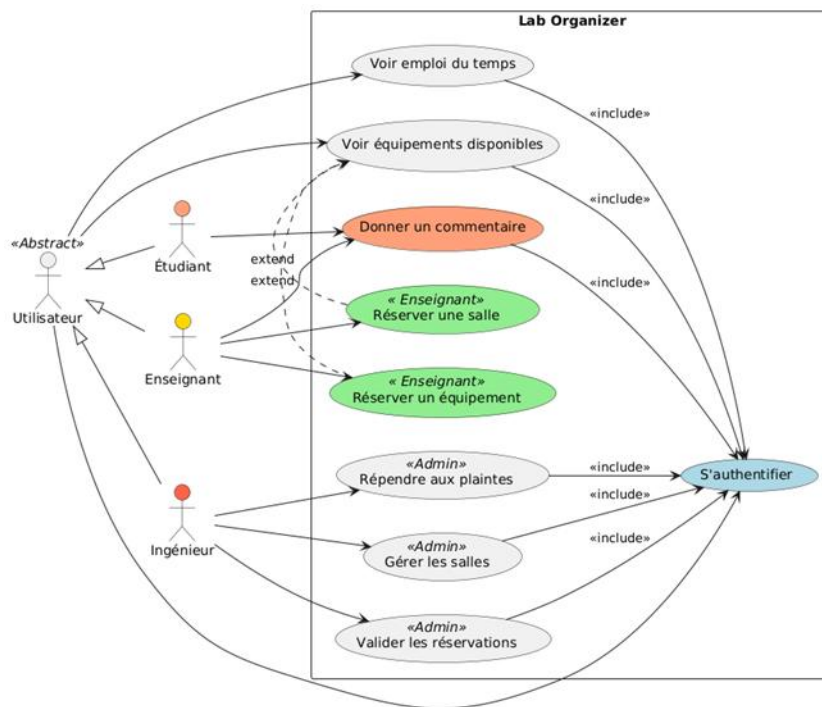 Lab Organizer
Voir emploi du temps
«include»
Voir équipements disponibles
«include»
«Abstract»
Utilisateur
Étudiant
Donner un commentaire
extend
extend
«include»
« Enseignant»
Réserver une salle
Enseignant
« Enseignant»
Réserver un équipement
«Admin»
Répendre aux plaintes
«include»
S'authentifier
«include»
Ingénieur
«Admin»
Gérer les salles
«include»
«Admin»
Valider les réservations